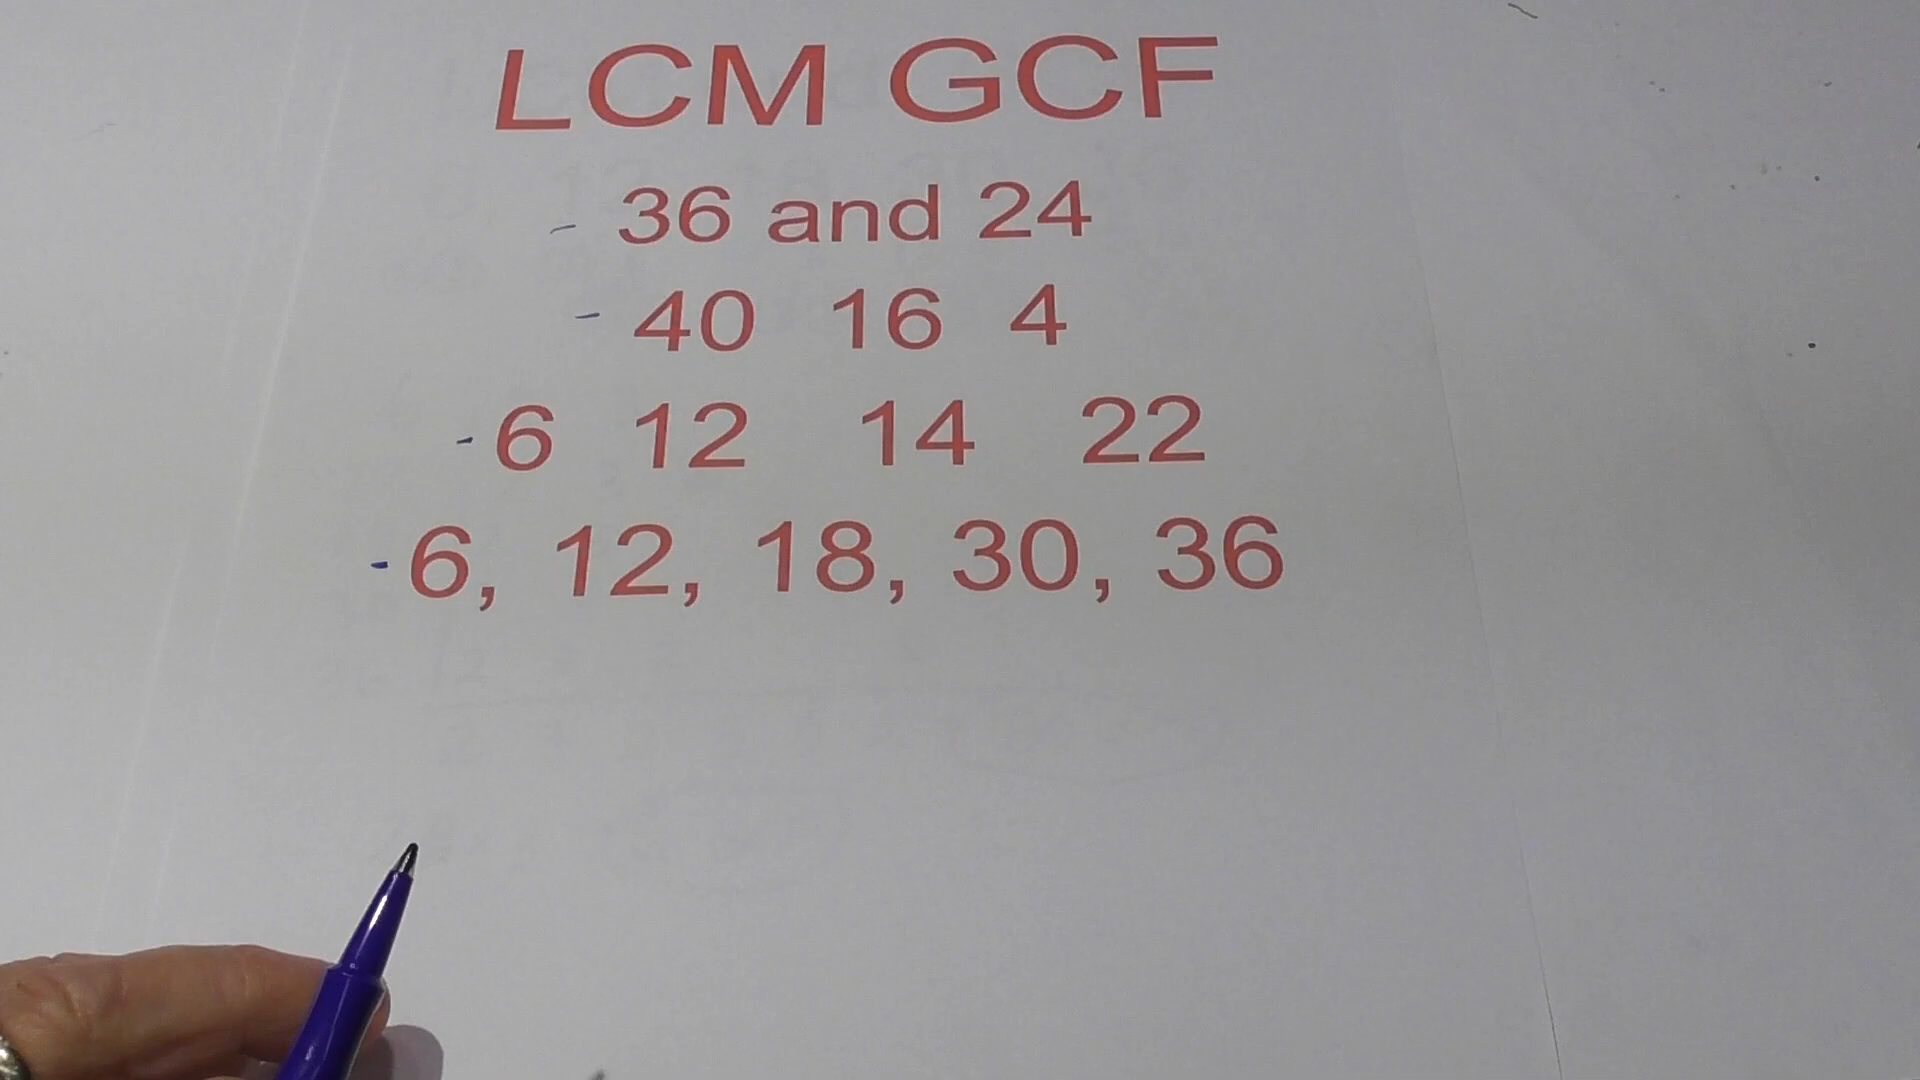 LCM GCF
- 36 and 24
- 40 16 4
- 6 12 14 22
- 6, 12, 18, 30, 36